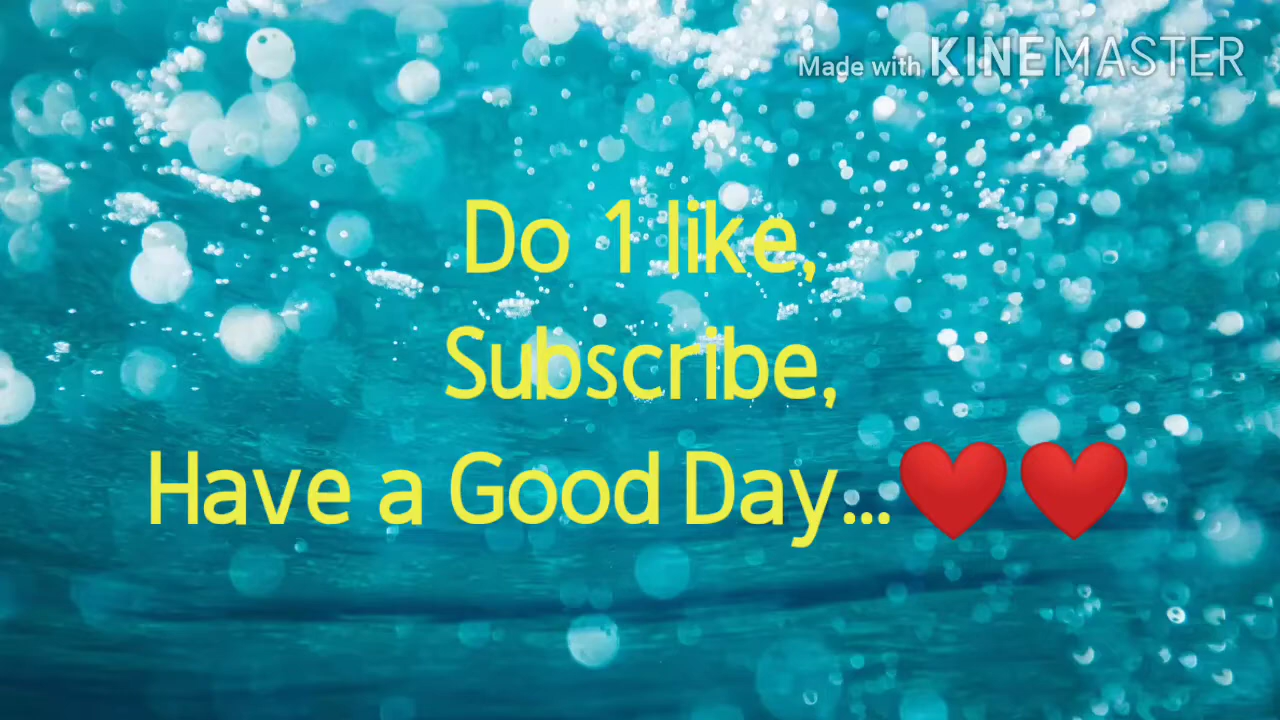 Made with KINEMASTER
Do 1 like,
Subscribe,
Have a Good Day...❤️❤️